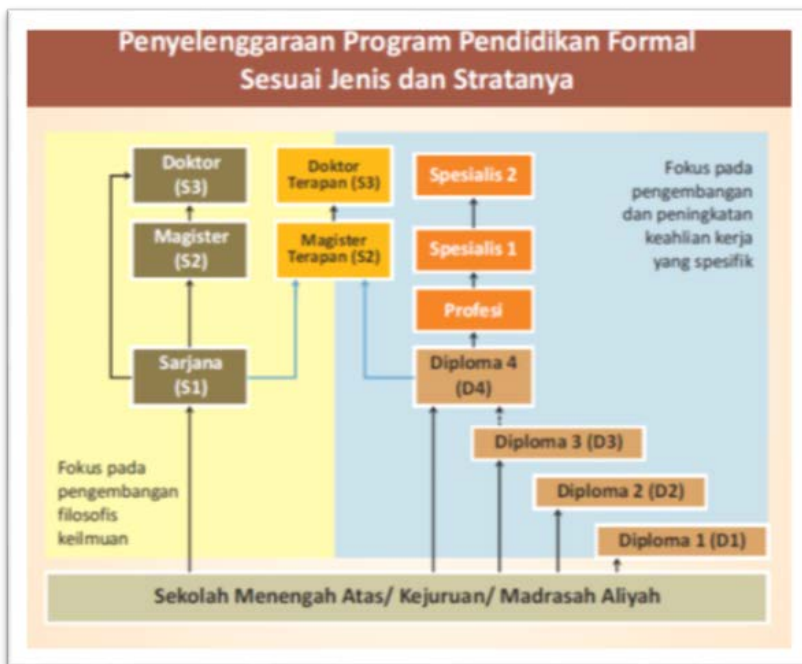 Penyelenggaraan Program Pendidikan Formal
Sesuai Jenis dan Stratanya
Doktor
(S3)
Doktor
Terapan (S3)
Spesialis 2
Fokus pada
pengembangan
dan peningkatan
keahlian kerja
yang spesifik
Magister
(S2)
Magister
Terapan (S2)
Spesialis 1
Profesi
Sarjana
(S1)
Diploma 4
(D4)
Diploma 3 (D3)
Fokus pada
pengembangan
filosofis
keilmuan
Diploma 2 (D2)
Diploma 1 (D1)
Sekolah Menengah Atas/ Kejuruan/ Madrasah Aliyah